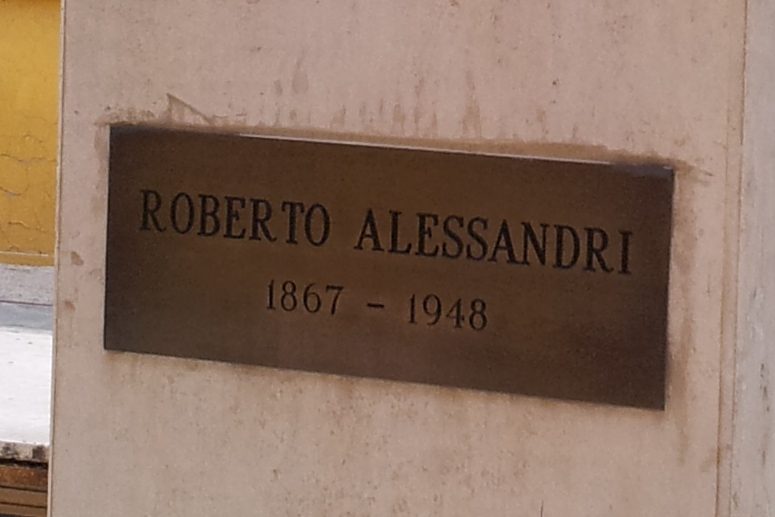 ROBERTO ALESSANDRI
1867 - 1948